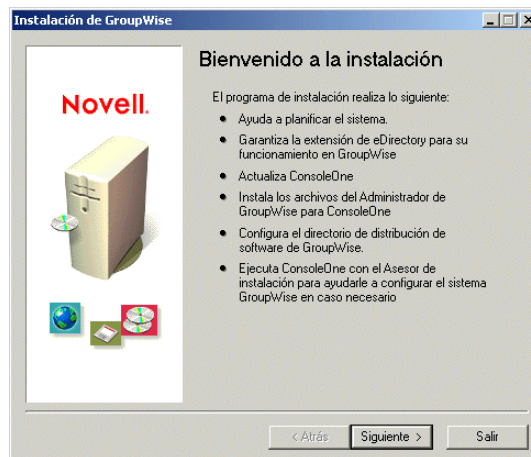 Instalación de GroupWise
Bienvenido a la instalación
Novell.
El programa de instalación realiza lo siguiente:
Ayuda a planificar el sistema.
Garantiza la extensión de eDirectory para su
funcionamiento en GroupWise
Actualiza ConsoleOne
Instala los archivos del Administrador de
GroupWise para ConsoleOne
Configura el directorio de distribución de
software de GroupWise.
Ejecuta ConsoleOne con el Asesor de
instalación para ayudarle a configurar el sistema
GroupWise en caso necesario
< Atrás
Siguiente >
Salir